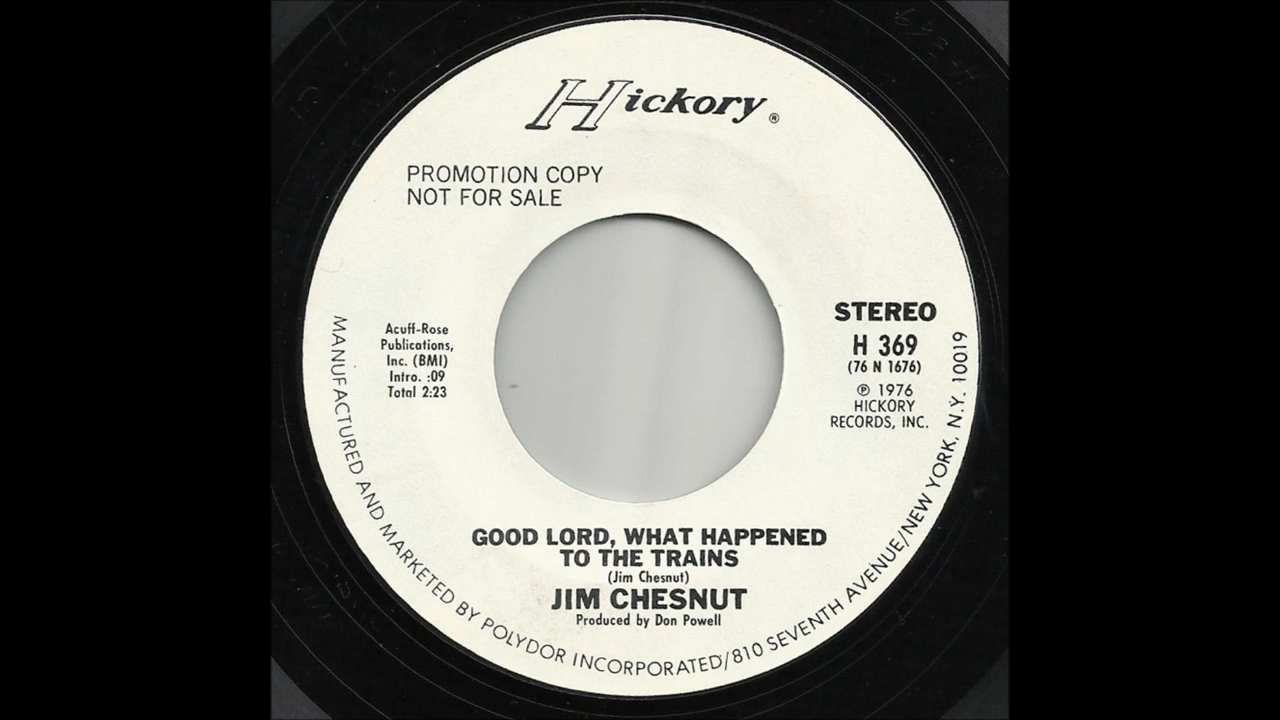 Hickory ®
PROMOTION COPY
NOT FOR SALE
Acuff-Rose
Publications,
Inc. (BMI)
Intro. :09
Total 2:23
STEREO
H 369
(76 N 1676)
℗ 1976
HICKORY
RECORDS, INC.
GOOD LORD, WHAT HAPPENED
TO THE TRAINS
(Jim Chesnut)
JIM CHESNUT
Produced by Don Powell
MANUFACTURED AND MARKETED BY POLYDOR INCORPORATED/810 SEVENTH AVENUE/NEW YORK, N.Y. 10019